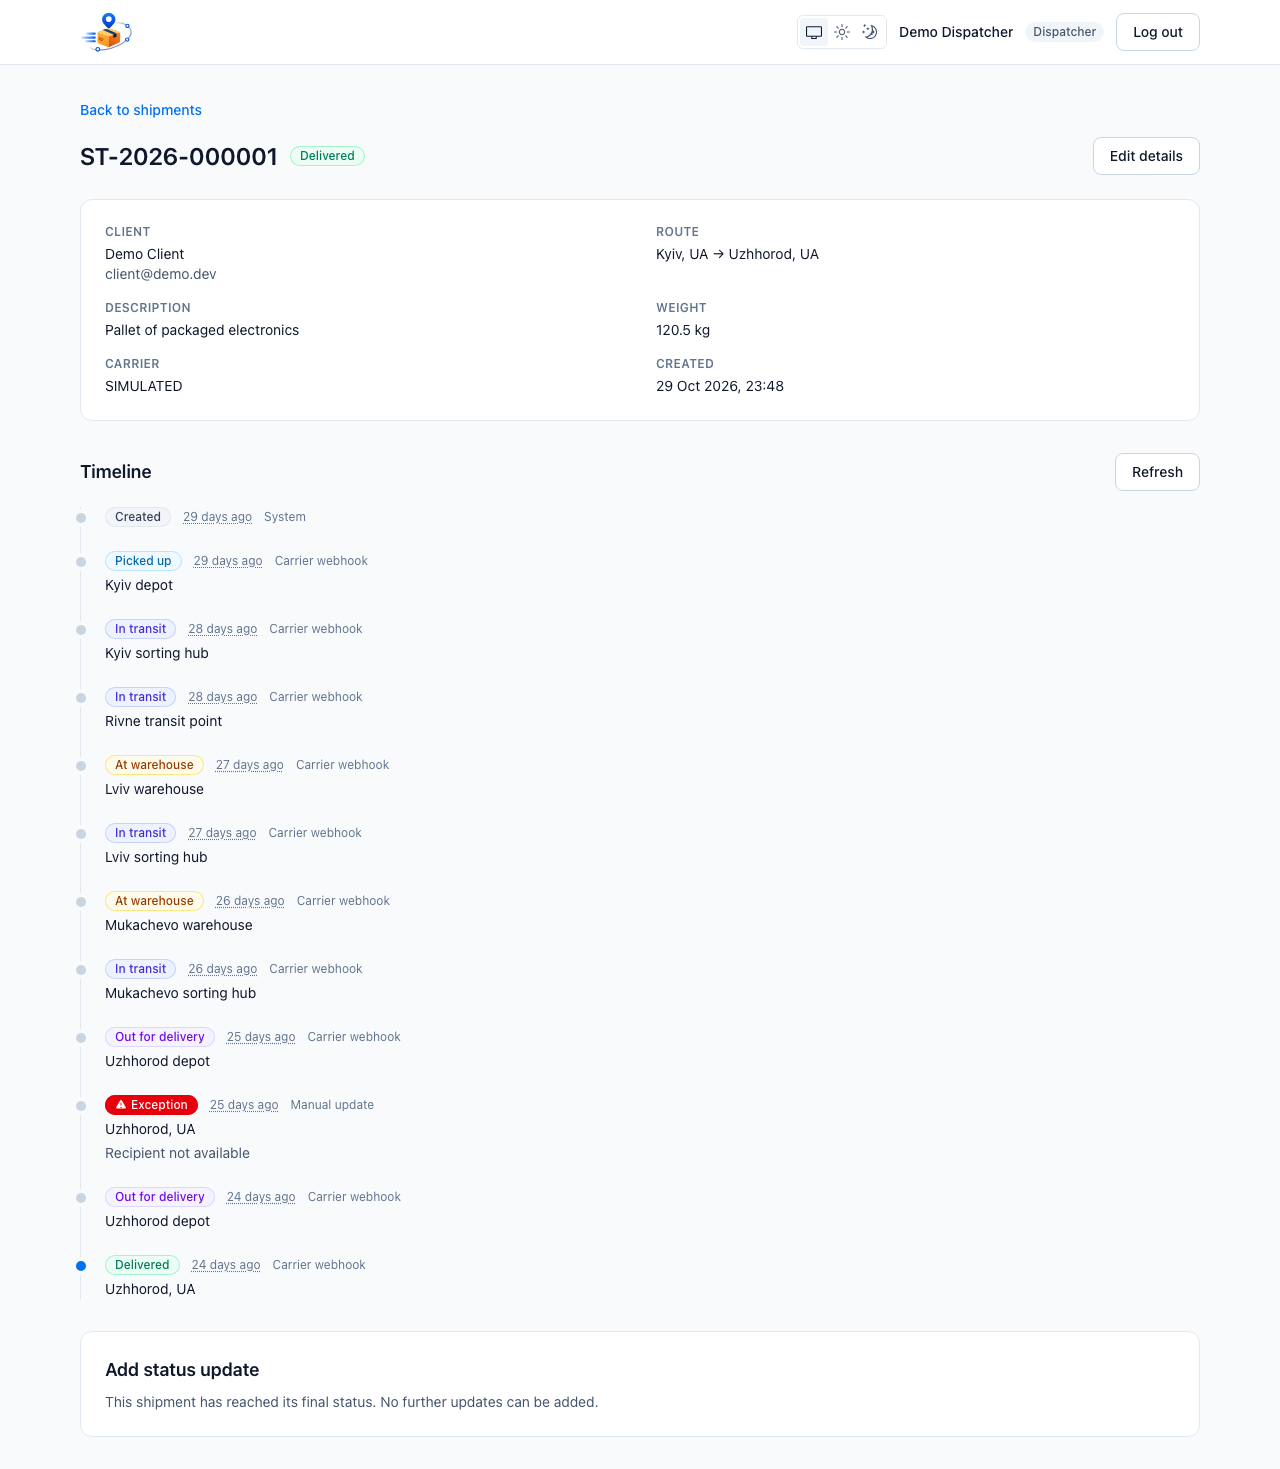 Demo Dispatcher Dispatcher Log out
Back to shipments
ST-2026-000001 Delivered Edit details
CLIENT
Demo Client
client@demo.dev
ROUTE
Kyiv, UA → Uzhhorod, UA
DESCRIPTION
Pallet of packaged electronics
WEIGHT
120.5 kg
CARRIER
SIMULATED
CREATED
29 Oct 2026, 23:48
Timeline Refresh
Created 29 days ago System
Picked up 29 days ago Carrier webhook
Kyiv depot
In transit 28 days ago Carrier webhook
Kyiv sorting hub
In transit 28 days ago Carrier webhook
Rivne transit point
At warehouse 27 days ago Carrier webhook
Lviv warehouse
In transit 27 days ago Carrier webhook
Lviv sorting hub
At warehouse 26 days ago Carrier webhook
Mukachevo warehouse
In transit 26 days ago Carrier webhook
Mukachevo sorting hub
Out for delivery 25 days ago Carrier webhook
Uzhhorod depot
Exception 25 days ago Manual update
Uzhhorod, UA
Recipient not available
Out for delivery 24 days ago Carrier webhook
Uzhhorod depot
Delivered 24 days ago Carrier webhook
Uzhhorod, UA
Add status update
This shipment has reached its final status. No further updates can be added.